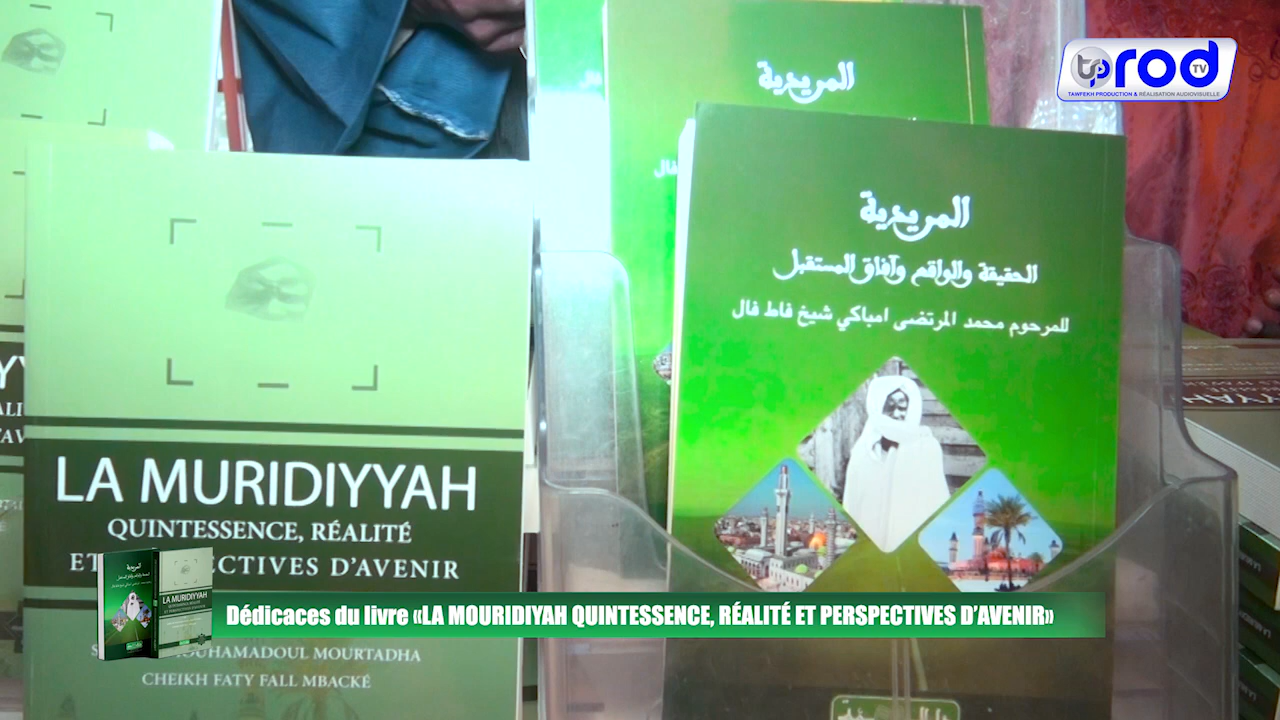 tp rod TV
TAWFEKH PRODUCTION & RÉALISATION AUDIOVISUELLE
المريدية
المريدية
الحقيقة والواقع وآفاق المستقبل
للمرحوم محمد المرتضى امباكي شيخ فاط فال
LA MURIDIYYAH
QUINTESSENCE, RÉALITÉ
ET ECTIVES D'AVENIR
OUHAMADOUL MOURTADHA
CHEIKH FATY FALL MBACKÉ
Dédicaces du livre «LA MOURIDIYAH QUINTESSENCE, RÉALITÉ ET PERSPECTIVES D'AVENIR»